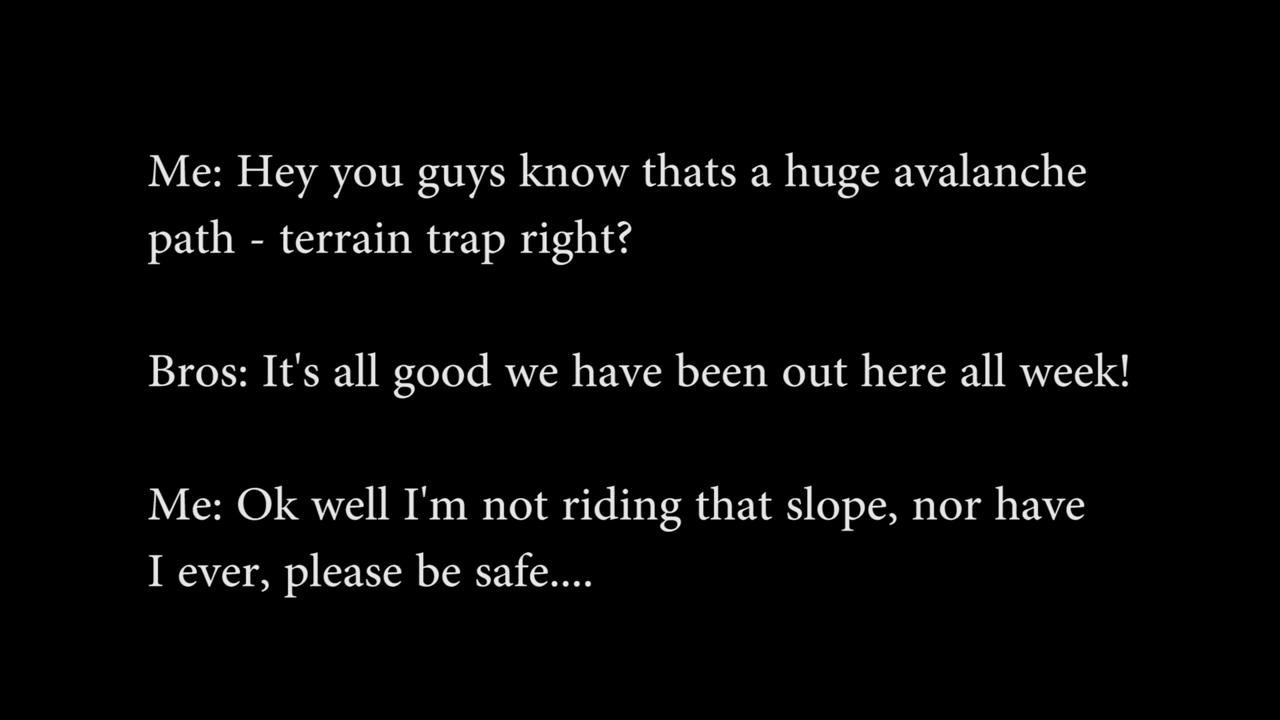 Me: Hey you guys know thats a huge avalanche
path - terrain trap right?
Bros: It's all good we have been out here all week!
Me: Ok well I'm not riding that slope, nor have
I ever, please be safe....